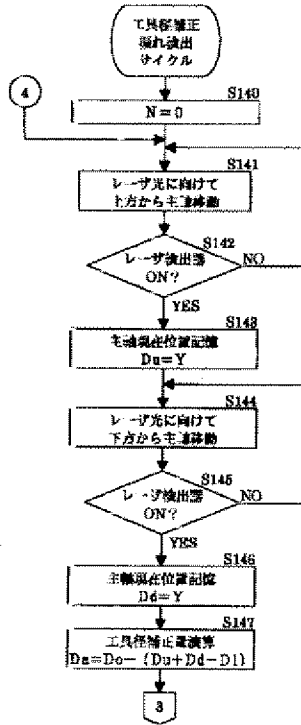 工具径補正
振れ検出
サイクル
4
S140
N=0
S141
レーザ光に向けて
上方から主軸移動
S142
レーザ検出器
ON?
NO
YES
S143
主軸現在位置記憶
Du=Y
S144
レーザ光に向けて
下方から主軸移動
S145
レーザ検出器
ON?
NO
YES
S146
主軸現在位置記憶
Dd=Y
S147
工具径補正量演算
Da=Do-(Du+Dd-D1)
3